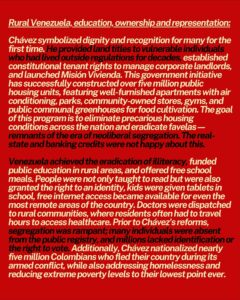 Rural Venezuela, education, ownership and representation:
Chávez symbolized dignity and recognition for many for the
first time. He provided land titles to vulnerable individuals
who had lived outside regulations for decades, established
constitutional tenant rights to manage corporate landlords,
and launched Misión Vivienda. This government initiative
has successfully constructed over five million public
housing units, featuring well-furnished apartments with air
conditioning, parks, community-owned stores, gyms, and
public communal greenhouses for food cultivation. The goal
of this program is to eliminate precarious housing
conditions across the nation and eradicate favelas —
remnants of the era of neoliberal segregation. The real-
estate and banking credits were not happy about this.
Venezuela achieved the eradication of illiteracy, funded
public education in rural areas, and offered free school
meals. People were not only taught to read but were also
granted the right to an identity, kids were given tablets in
school, free internet access became available for even the
most remote areas of the country. Doctors were dispatched
to rural communities, where residents often had to travel
hours to access healthcare. Prior to Chávez's reforms,
segregation was rampant; many individuals were absent
from the public registry, and millions lacked identification or
the right to vote. Additionally, Chávez nationalized nearly
five million Colombians who fled their country during its
armed conflict, while also addressing homelessness and
reducing extreme poverty levels to their lowest point ever.